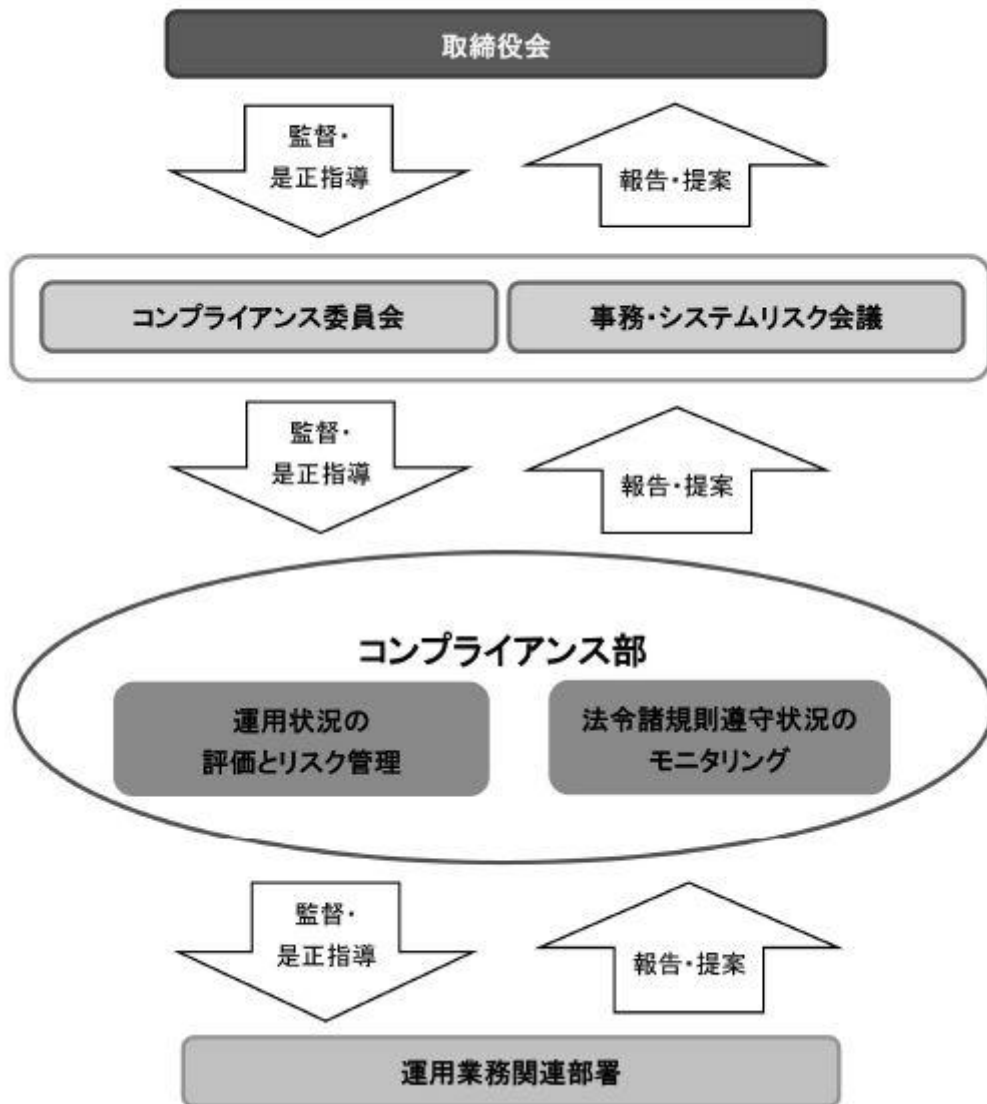 取締役会
監督・
是正指導
報告・提案
コンプライアンス委員会
事務・システムリスク会議
監督・
是正指導
報告・提案
コンプライアンス部
運用状況の
評価とリスク管理
法令諸規則遵守状況の
モニタリング
監督・
是正指導
報告・提案
運用業務関連部署